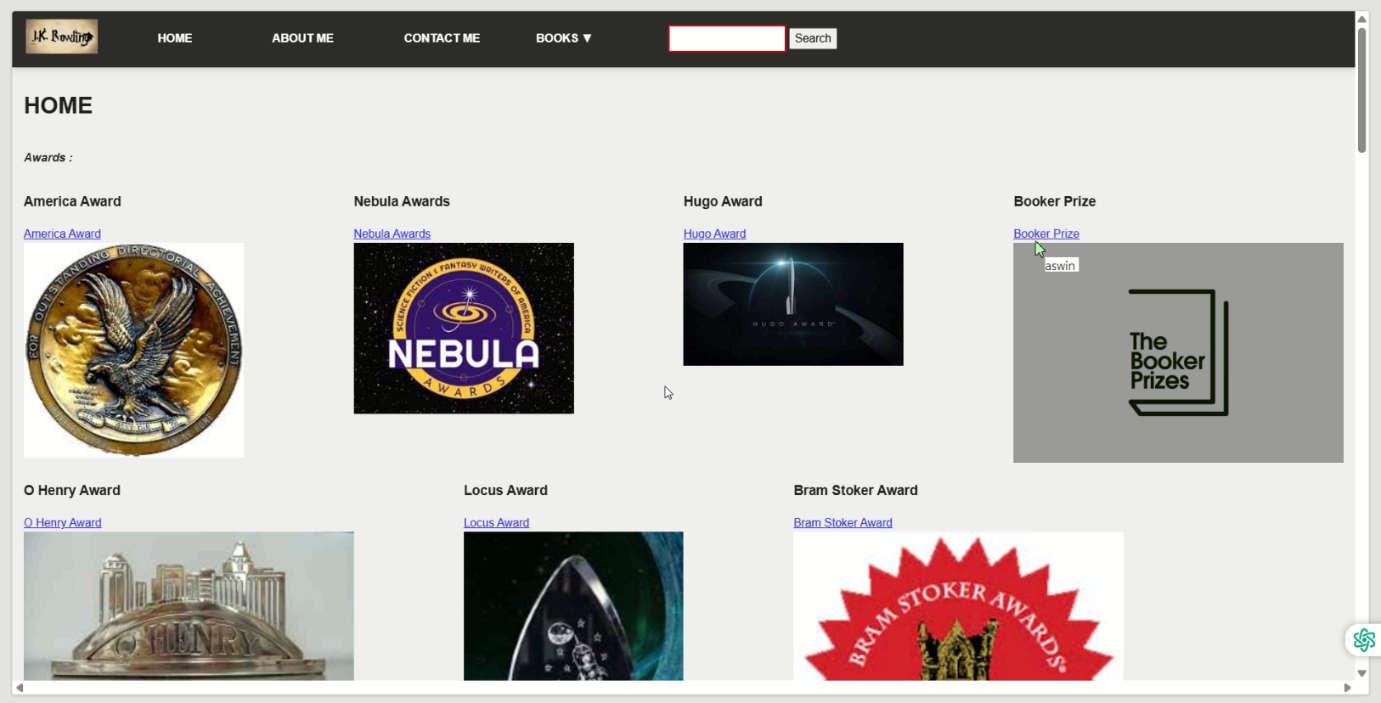 J.K. Rowling
HOME
ABOUT ME
CONTACT ME
BOOKS ▼
Search
HOME
Awards :
America Award
Nebula Awards
Hugo Award
Booker Prize
America Award
Nebula Awards
Hugo Award
Booker Prize
aswin
FOR OUTSTANDING DIRECTORIAL ACHIEVEMENT
SCIENCE FICTION & FANTASY WRITERS OF AMERICA
NEBULA
AWARDS
HUGO AWARD
The
Booker
Prizes
O Henry Award
Locus Award
Bram Stoker Award
O Henry Award
Locus Award
Bram Stoker Award
O HENRY
BRAM STOKER AWARDS